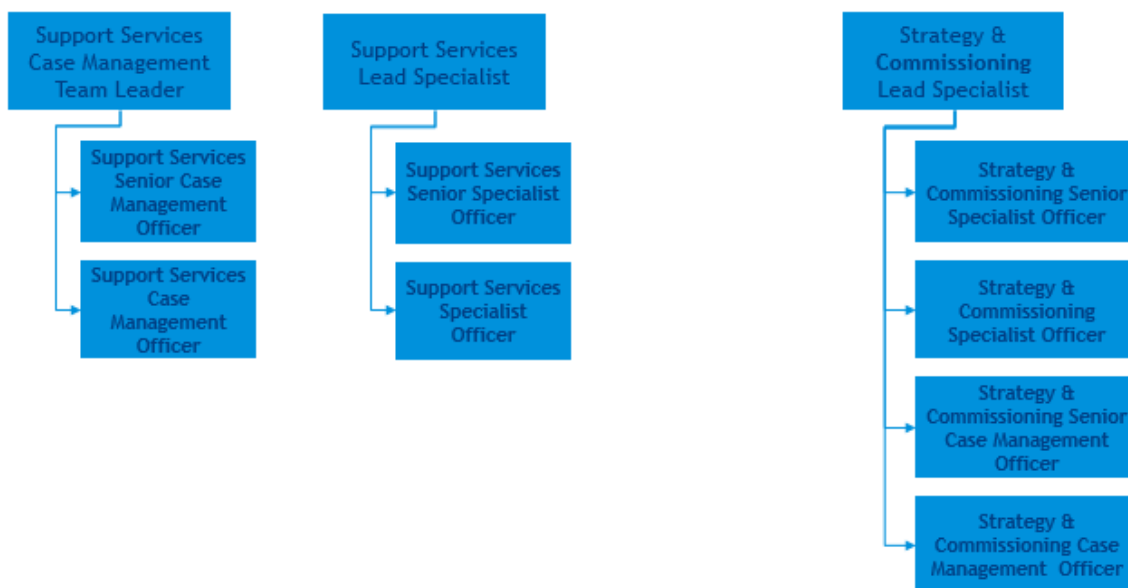 Support Services
Case Management
Team Leader
Support Services
Senior Case
Management
Officer
Support Services
Case
Management
Officer
Support Services
Lead Specialist
Support Services
Senior Specialist
Officer
Support Services
Specialist
Officer
Strategy &
Commissioning
Lead Specialist
Strategy &
Commissioning Senior
Specialist Officer
Strategy &
Commissioning
Specialist Officer
Strategy &
Commissioning Senior
Case Management
Officer
Strategy &
Commissioning Case
Management Officer